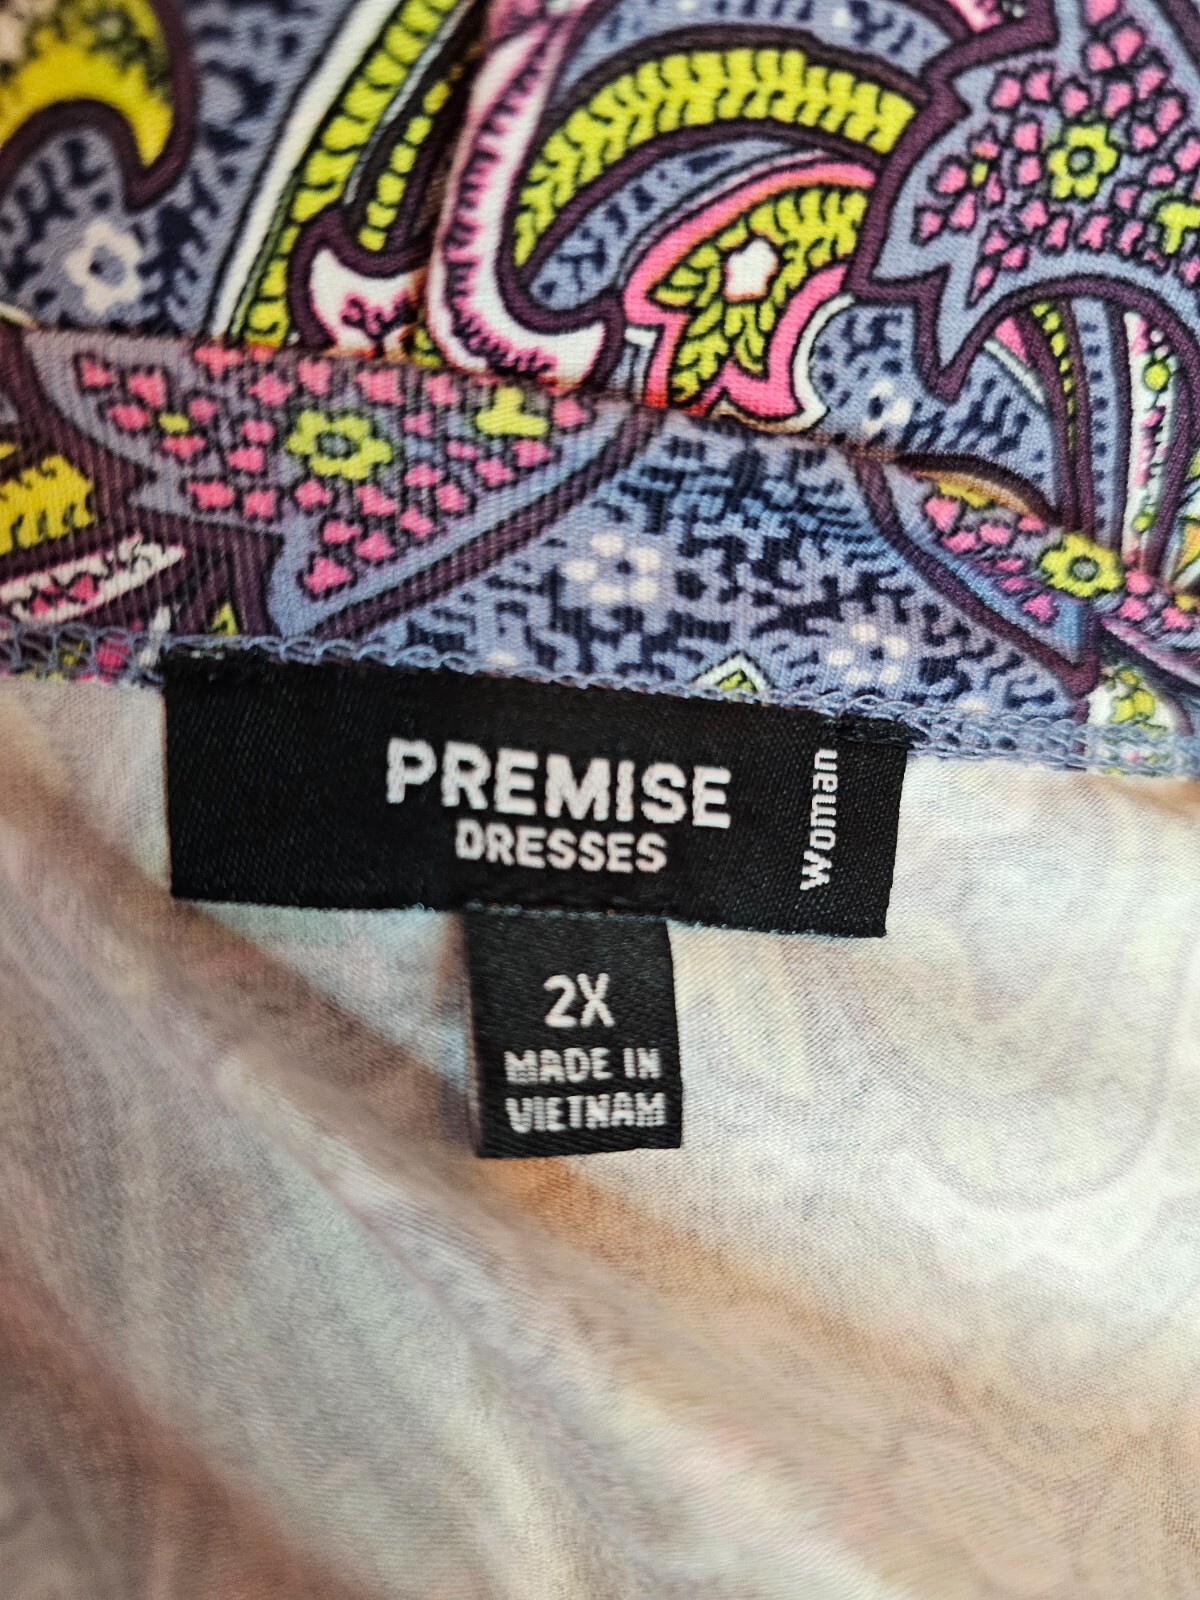 PREMISE
DRESSES
Woman
2X
MADE IN
VIETNAM